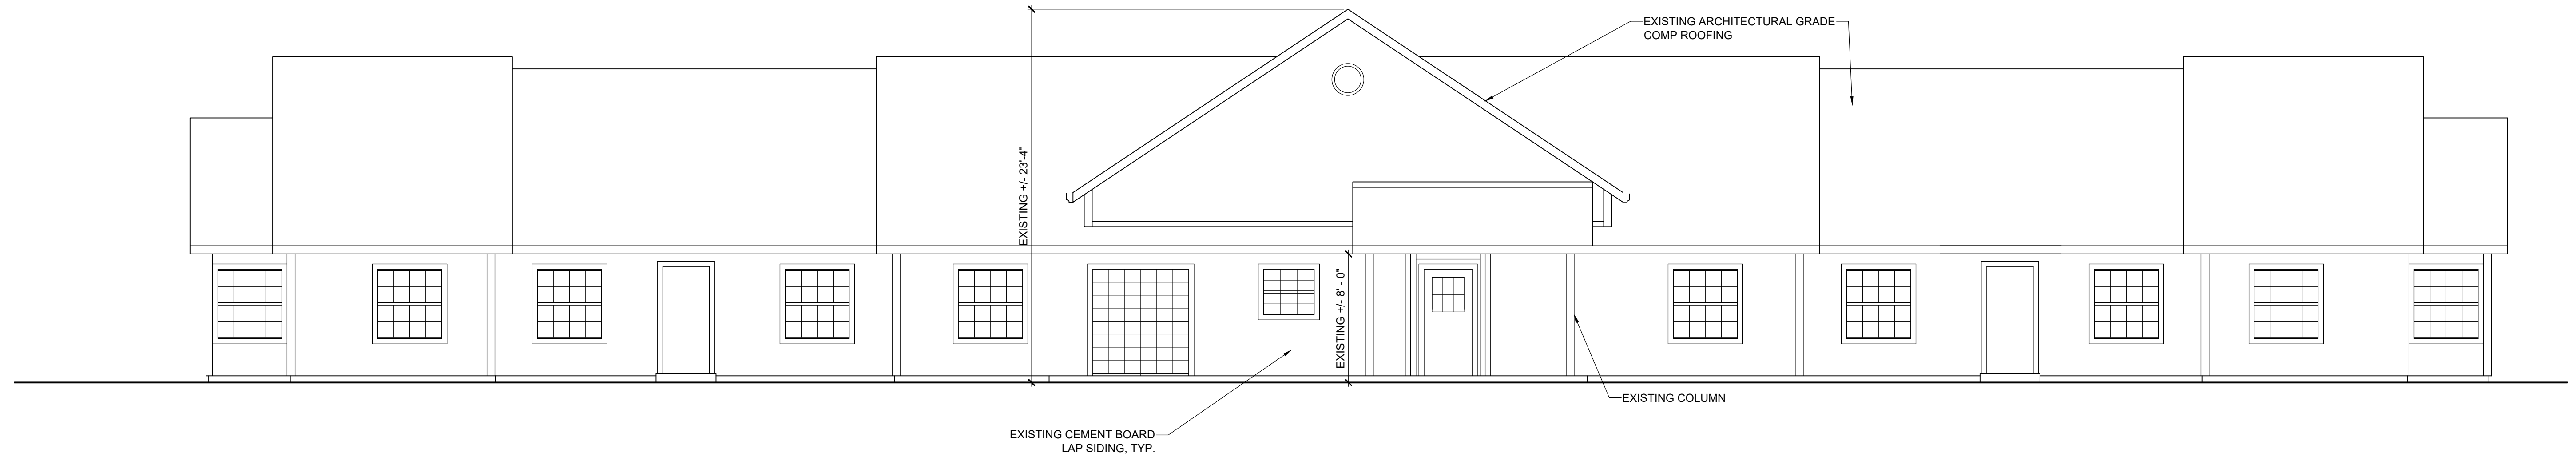 EXISTING ARCHITECTURAL GRADE
COMP ROOFING
EXISTING +/- 23'-4"
EXISTING +/- 8' - 0"
EXISTING COLUMN
EXISTING CEMENT BOARD
LAP SIDING, TYP.